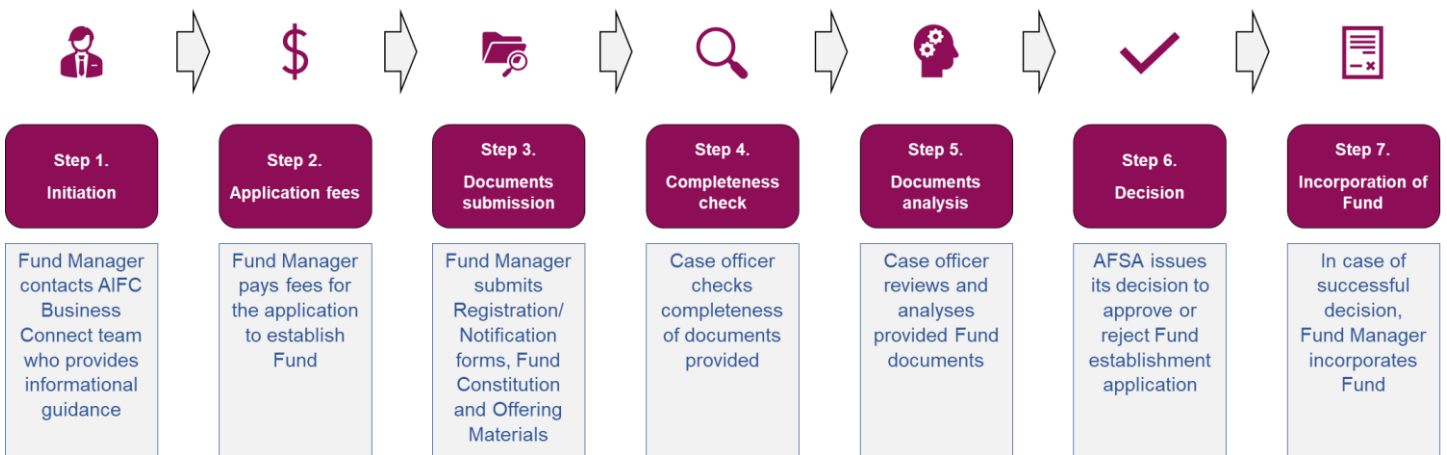 Step 1.
Initiation
Fund Manager
contacts AIFC
Business
Connect team
who provides
informational
guidance
Step 2.
Application fees
Fund Manager
pays fees for
the application
to establish
Fund
Step 3.
Documents
submission
Fund Manager
submits
Registration/
Notification
forms, Fund
Constitution
and Offering
Materials
Step 4.
Completeness
check
Case officer
checks
completeness
of documents
provided
Step 5.
Documents
analysis
Case officer
reviews and
analyses
provided Fund
documents
Step 6.
Decision
AFSA issues
its decision to
approve or
reject Fund
establishment
application
Step 7.
Incorporation of
Fund
In case of
successful
decision,
Fund Manager
incorporates
Fund